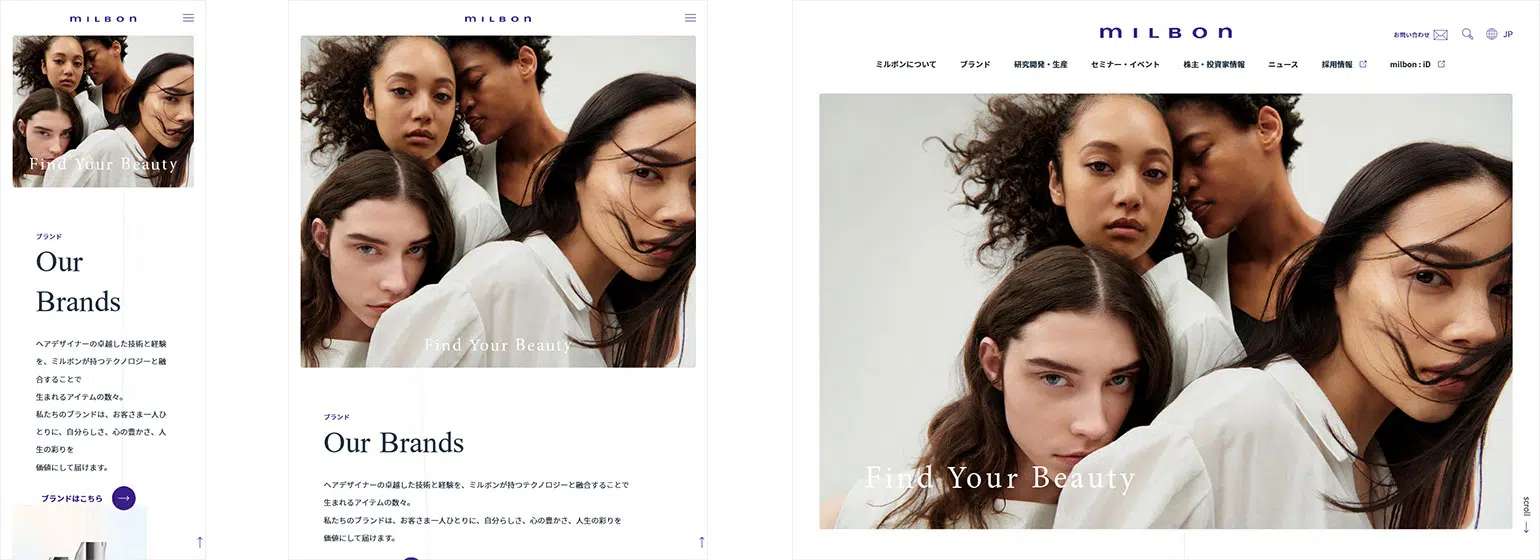 milbon
Find Your Beauty
ブランド
Our
Brands
ヘアデザイナーの卓越した技術と経験
を、ミルボンが持つテクノロジーと融
合することで
生まれるアイテムの数々。
私たちのブランドは、お客さま一人ひ
とりに、自分らしさ、心の豊かさ、人
生の彩りを
価値にして届けます。
ブランドはこちら
milbon
Find Your Beauty
ブランド
Our Brands
ヘアデザイナーの卓越した技術と経験を、ミルボンが持つテクノロジーと融合することで
生まれるアイテムの数々。
私たちのブランドは、お客さま一人ひとりに、自分らしさ、心の豊かさ、人生の彩りを
価値にして届けます。
milbon
お問い合わせ
JP
ミルボンについて
ブランド
研究開発・生産
セミナー・イベント
株主・投資家情報
ニュース
採用情報
milbon : iD
Find Your Beauty
scroll